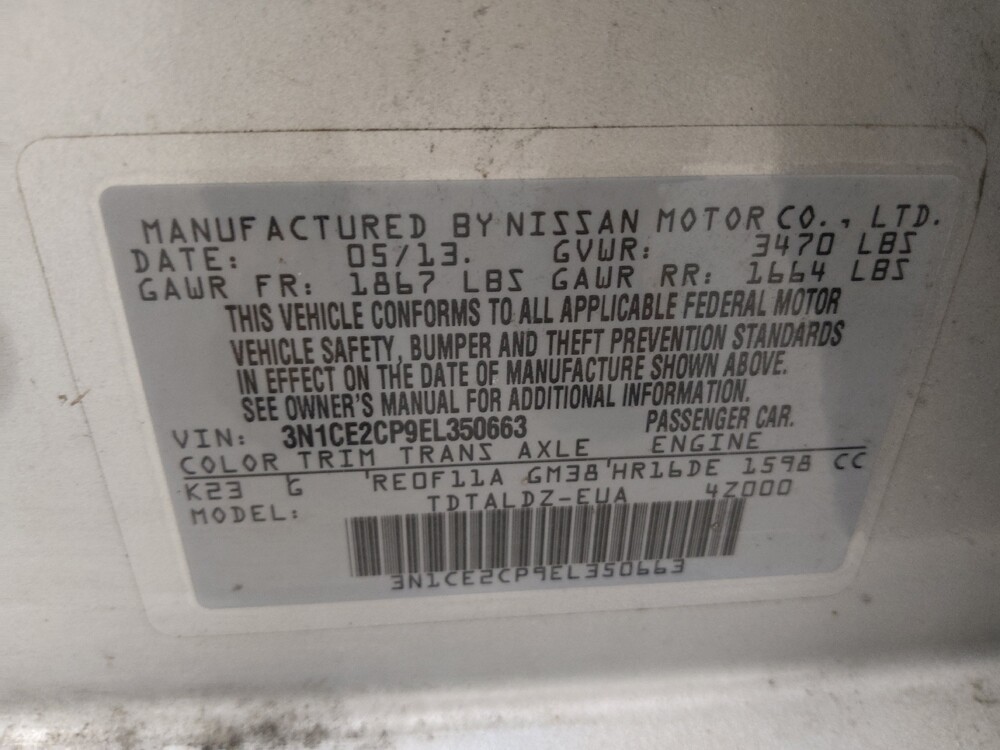 MANUFACTURED BY NISSAN MOTOR CO., LTD.
DATE: 05/13. GVWR: 3470 LBS
GAWR FR: 1867 LBS GAWR RR: 1664 LBS
THIS VEHICLE CONFORMS TO ALL APPLICABLE FEDERAL MOTOR
VEHICLE SAFETY, BUMPER AND THEFT PREVENTION STANDARDS
IN EFFECT ON THE DATE OF MANUFACTURE SHOWN ABOVE.
SEE OWNER'S MANUAL FOR ADDITIONAL INFORMATION.
VIN: 3N1CE2CP9EL350663 PASSENGER CAR.
COLOR TRIM TRANS AXLE ENGINE
K23 G 'RE0F11A GM38'HR16DE 1598 CC
MODEL: TDTALDZ-EUA 4Z000
3N1CE2CP9EL350663